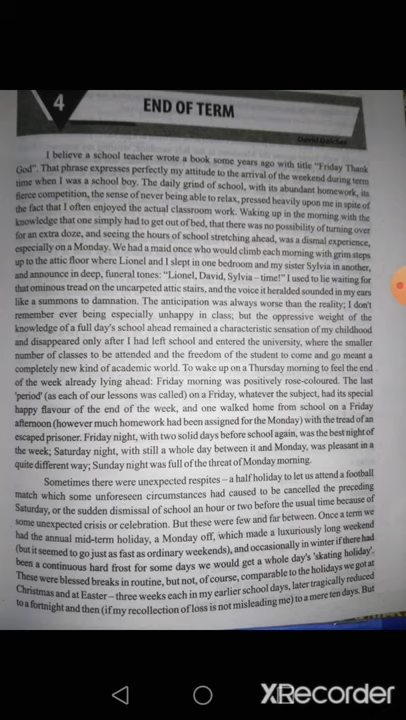 4
END OF TERM
David Daiches
I believe a school teacher wrote a book some years ago with title "Friday Thank
God". That phrase expresses perfectly my attitude to the arrival of the weekend during term
time when I was a school boy. The daily grind of school, with its abundant homework, its
fierce competition, the sense of never being able to relax, pressed heavily upon me in spite of
the fact that I often enjoyed the actual classroom work. Waking up in the morning with the
knowledge that one simply had to get out of bed, that there was no possibility of turning over
for an extra doze, and seeing the hours of school stretching ahead, was a dismal experience,
especially on a Monday. We had a maid once who would climb each morning with grim steps
up to the attic floor where Lionel and I slept in one bedroom and my sister Sylvia in another,
and announce in deep, funeral tones: "Lionel, David, Sylvia – time!" I used to lie waiting for
that ominous tread on the uncarpeted attic stairs, and the voice it heralded sounded in my ears
like a summons to damnation. The anticipation was always worse than the reality; I don't
remember ever being especially unhappy in class; but the oppressive weight of the
knowledge of a full day's school ahead remained a characteristic sensation of my childhood
and disappeared only after I had left school and entered the university, where the smaller
number of classes to be attended and the freedom of the student to come and go meant a
completely new kind of academic world. To wake up on a Thursday morning to feel the end
of the week already lying ahead: Friday morning was positively rose-coloured. The last
'period' (as each of our lessons was called) on a Friday, whatever the subject, had its special
happy flavour of the end of the week, and one walked home from school on a Friday
afternoon (however much homework had been assigned for the Monday) with the tread of an
escaped prisoner. Friday night, with two solid days before school again, was the best night of
the week; Saturday night, with still a whole day between it and Monday, was pleasant in a
quite different way; Sunday night was full of the threat of Monday morning.
Sometimes there were unexpected respites – a half holiday to let us attend a football
match which some unforeseen circumstances had caused to be cancelled the preceding
Saturday, or the sudden dismissal of school an hour or two before the usual time because of
some unexpected crisis or celebration. But these were few and far between. Once a term we
had the annual mid-term holiday, a Monday off, which made a luxuriously long weekend
(but it seemed to go just as fast as ordinary weekends), and occasionally in winter if there had
been a continuous hard frost for some days we would get a whole day's 'skating holiday'.
These were blessed breaks in routine, but not, of course, comparable to the holidays we got at
Christmas and at Easter – three weeks each in my earlier school days, later tragically reduced
to a fortnight and then (if my recollection of loss is not misleading me) to a mere ten days. But
XRecorder